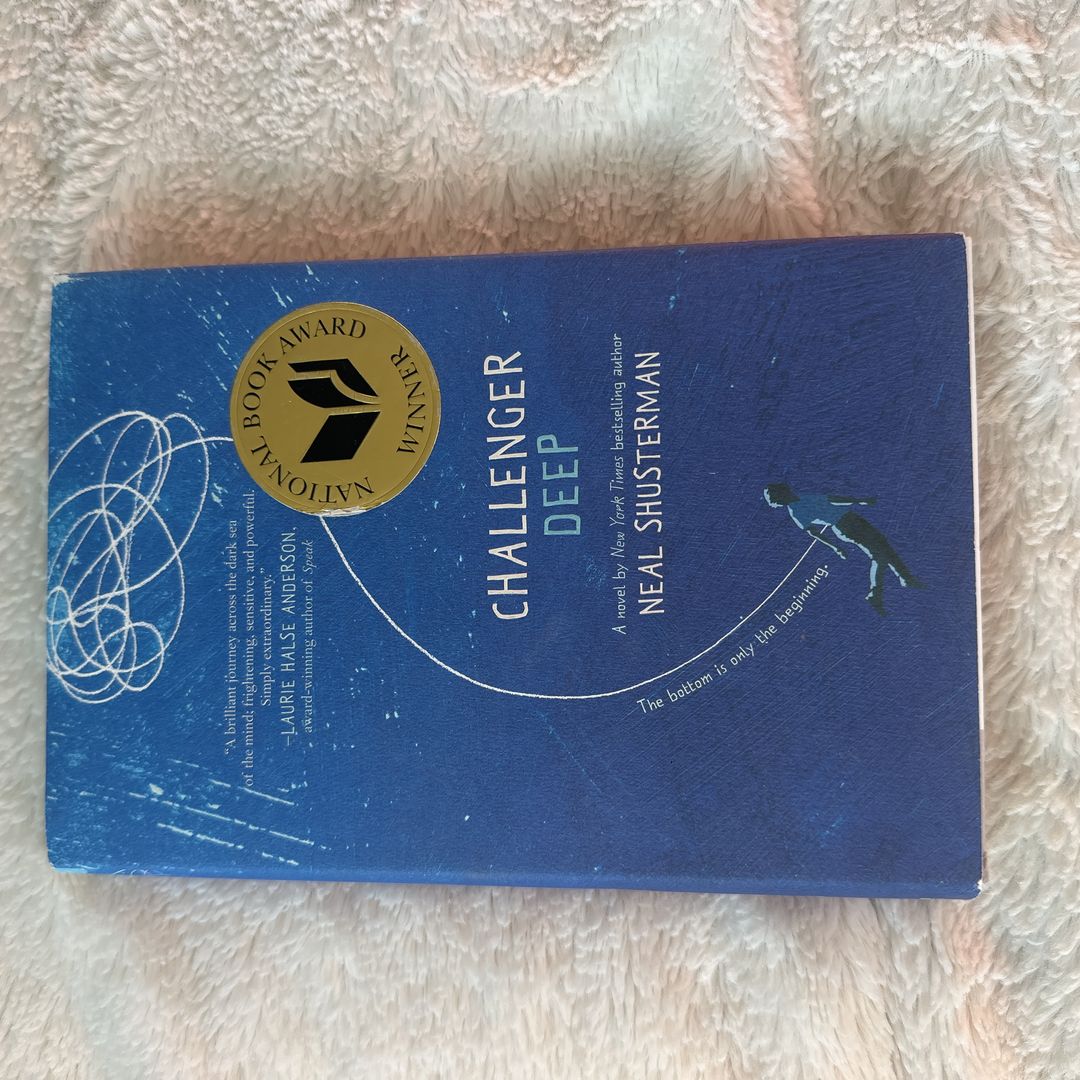 "A brilliant journey across the dark sea
of the mind; frightening, sensitive, and powerful.
Simply extraordinary."
—LAURIE HALSE ANDERSON,
award-winning author of Speak
NATIONAL BOOK AWARD
WINNER
CHALLENGER
DEEP
A novel by New York Times bestselling author
NEAL SHUSTERMAN
The bottom is only the beginning.